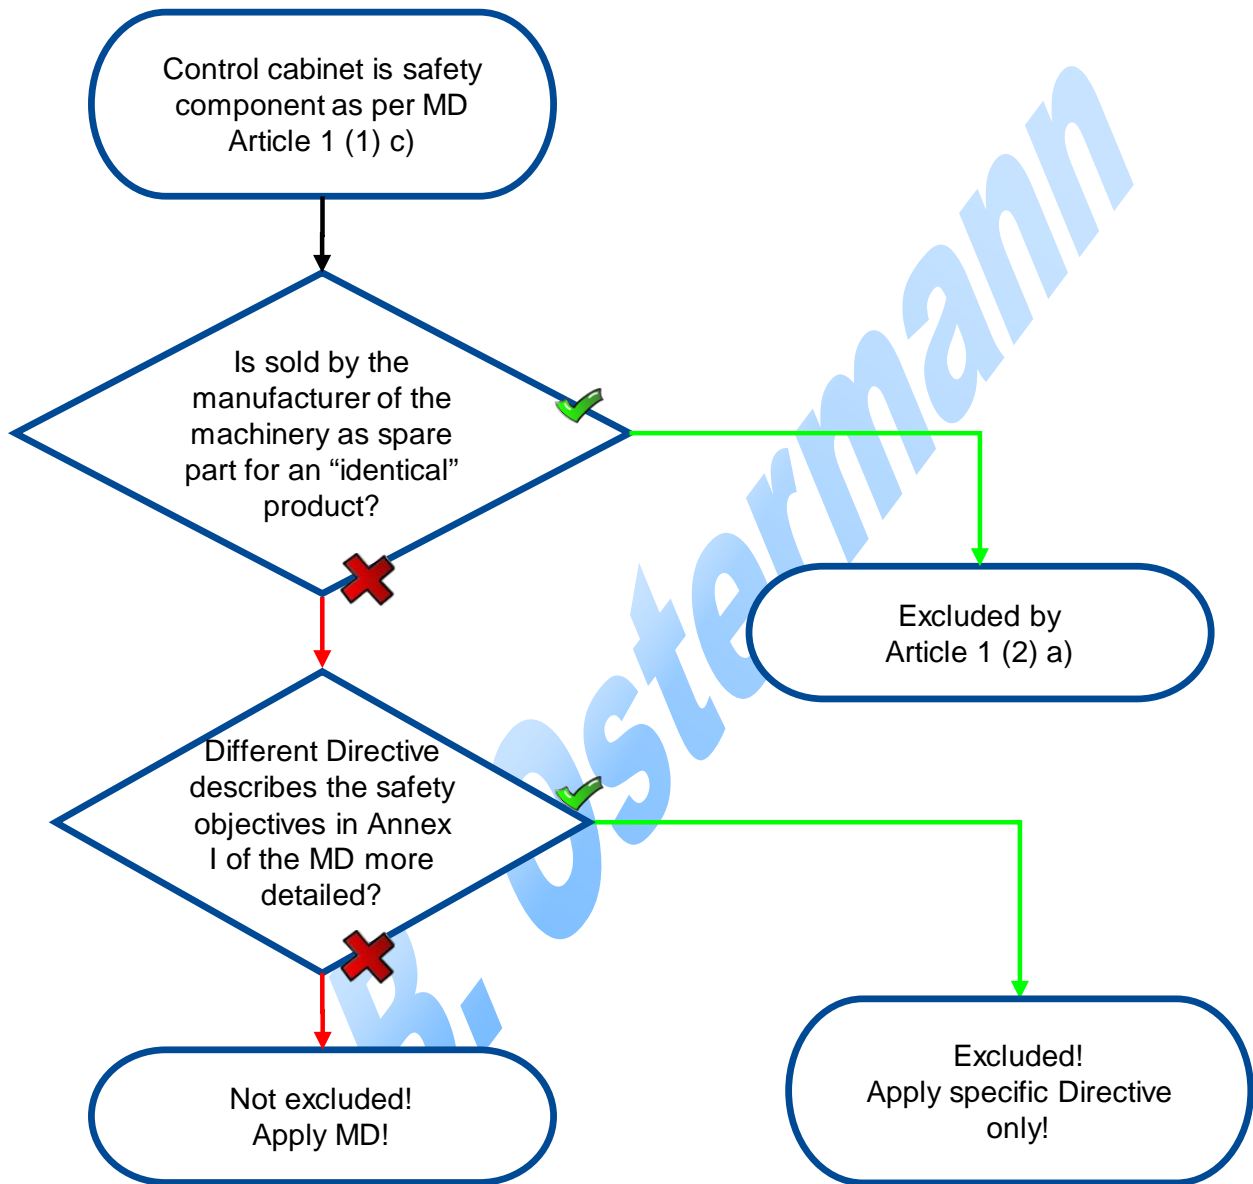 Control cabinet is safety
component as per MD
Article 1 (1) c)
Is sold by the
manufacturer of the
machinery as spare
part for an “identical”
product?
Excluded by
Article 1 (2) a)
Different Directive
describes the safety
objectives in Annex
I of the MD more
detailed?
Not excluded!
Apply MD!
Excluded!
Apply specific Directive
only!
B. Ostermann